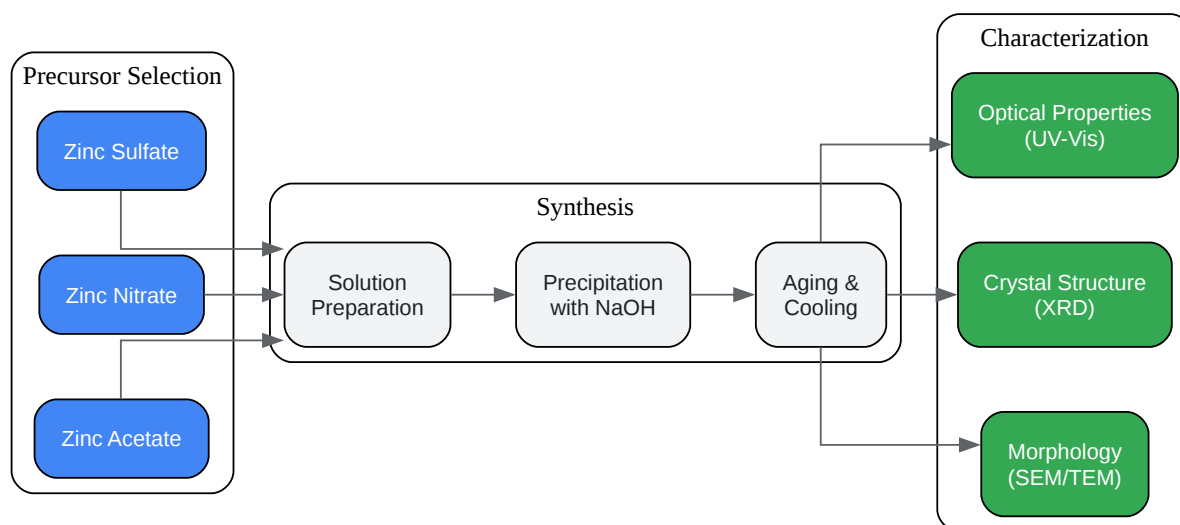 Precursor Selection
Zinc Sulfate
Zinc Nitrate
Zinc Acetate
Synthesis
Solution
Preparation
Precipitation
with NaOH
Aging &
Cooling
Characterization
Optical Properties
(UV-Vis)
Crystal Structure
(XRD)
Morphology
(SEM/TEM)